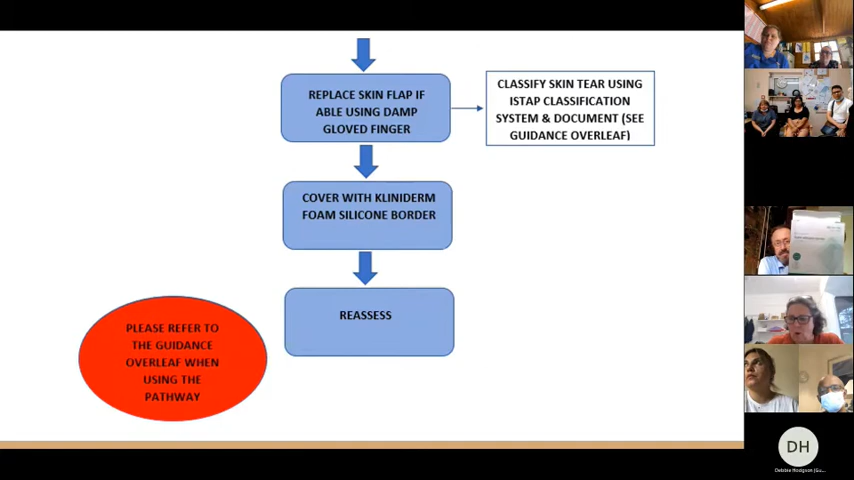 REPLACE SKIN FLAP IF
ABLE USING DAMP
GLOVED FINGER
CLASSIFY SKIN TEAR USING
ISTAP CLASSIFICATION
SYSTEM & DOCUMENT (SEE
GUIDANCE OVERLEAF)
COVER WITH KLINIDERM
FOAM SILICONE BORDER
REASSESS
PLEASE REFER TO
THE GUIDANCE
OVERLEAF WHEN
USING THE
PATHWAY
DH